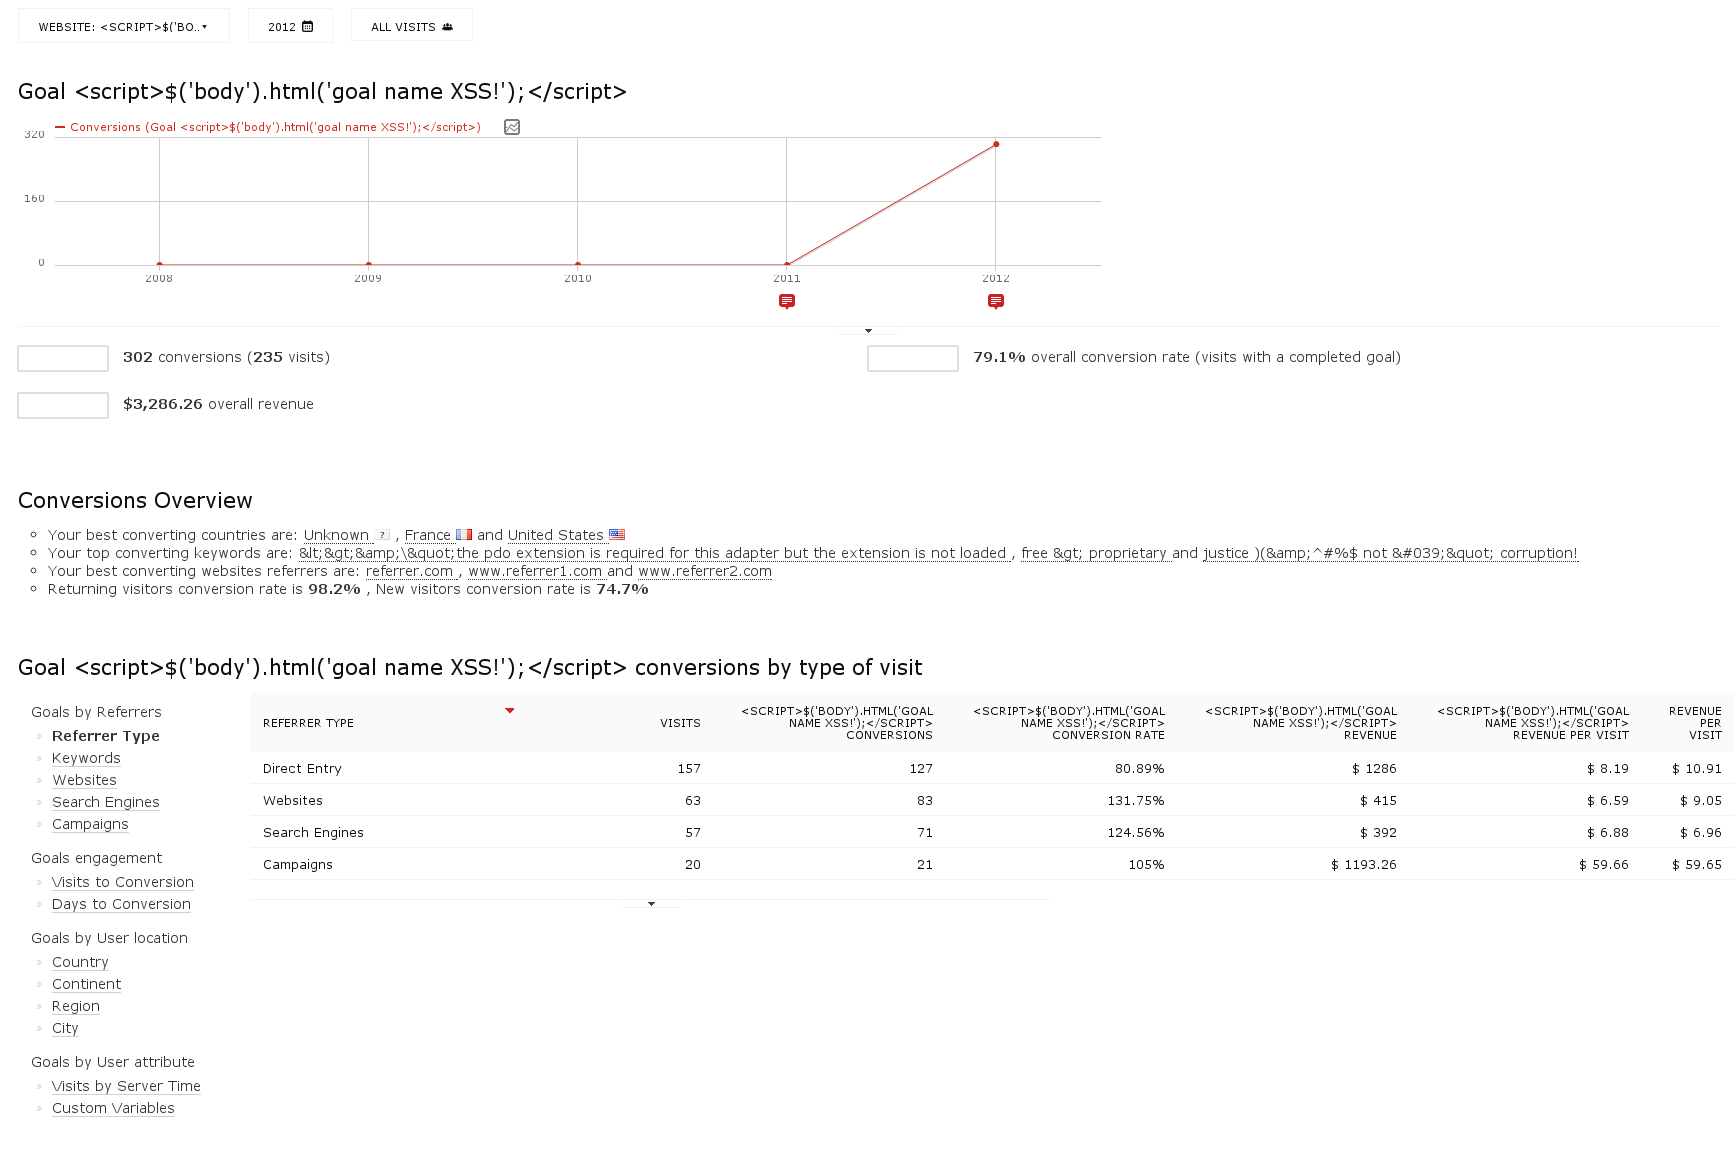 WEBSITE: <SCRIPT>$('BO..
2012
ALL VISITS
Goal <script>$('body').html('goal name XSS!');</script>
Conversions (Goal <script>$('body').html('goal name XSS!');</script>)
320
160
0
2008 2009 2010 2011 2012
302 conversions (235 visits)
79.1% overall conversion rate (visits with a completed goal)
$3,286.26 overall revenue
Conversions Overview
Your best converting countries are: Unknown ? , France and United States
Your top converting keywords are: &lt;&gt;&amp;\&quot;the pdo extension is required for this adapter but the extension is not loaded , free &gt; proprietary and justice )(&amp;^#%$ not &#039;&quot; corruption!
Your best converting websites referrers are: referrer.com , www.referrer1.com and www.referrer2.com
Returning visitors conversion rate is 98.2% , New visitors conversion rate is 74.7%
Goal <script>$('body').html('goal name XSS!');</script> conversions by type of visit
Goals by Referrers
» Referrer Type
» Keywords
» Websites
» Search Engines
» Campaigns
Goals engagement
» Visits to Conversion
» Days to Conversion
Goals by User location
» Country
» Continent
» Region
» City
Goals by User attribute
» Visits by Server Time
» Custom Variables
REFERRER TYPE
VISITS
<SCRIPT>$('BODY').HTML('GOAL
NAME XSS!');</SCRIPT>
CONVERSIONS
<SCRIPT>$('BODY').HTML('GOAL
NAME XSS!');</SCRIPT>
CONVERSION RATE
<SCRIPT>$('BODY').HTML('GOAL
NAME XSS!');</SCRIPT>
REVENUE
<SCRIPT>$('BODY').HTML('GOAL
NAME XSS!');</SCRIPT>
REVENUE PER VISIT
REVENUE
PER
VISIT
Direct Entry 157 127 80.89% $ 1286 $ 8.19 $ 10.91
Websites 63 83 131.75% $ 415 $ 6.59 $ 9.05
Search Engines 57 71 124.56% $ 392 $ 6.88 $ 6.96
Campaigns 20 21 105% $ 1193.26 $ 59.66 $ 59.65